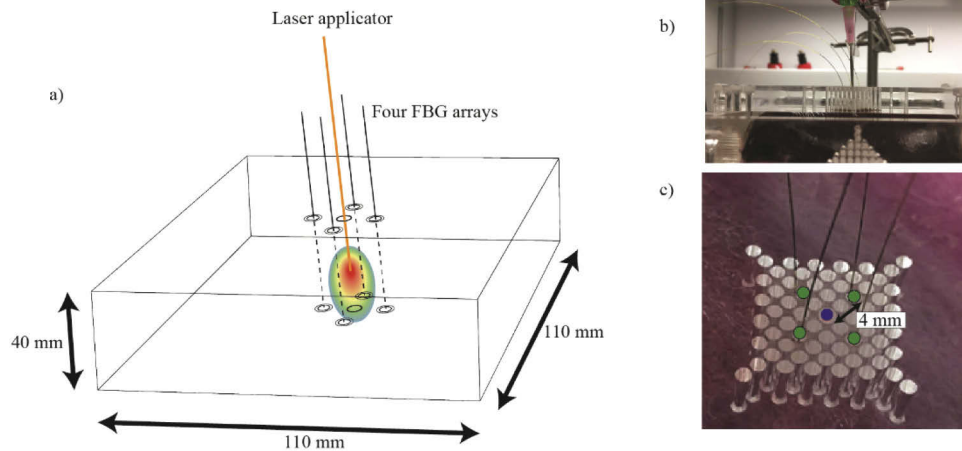 a)
Laser applicator
Four FBG arrays
40 mm
110 mm
110 mm
b)
c)
4 mm